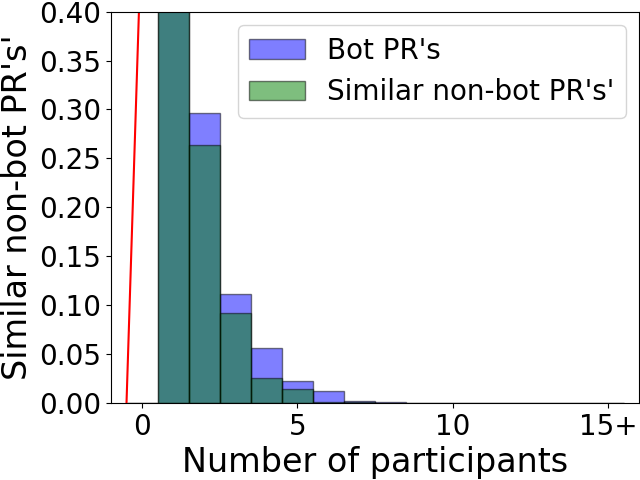 Similar non-bot PR's'
0.40
0.35
0.30
0.25
0.20
0.15
0.10
0.05
0.00
Bot PR's
Similar non-bot PR's'
0 5 10 15+
Number of participants